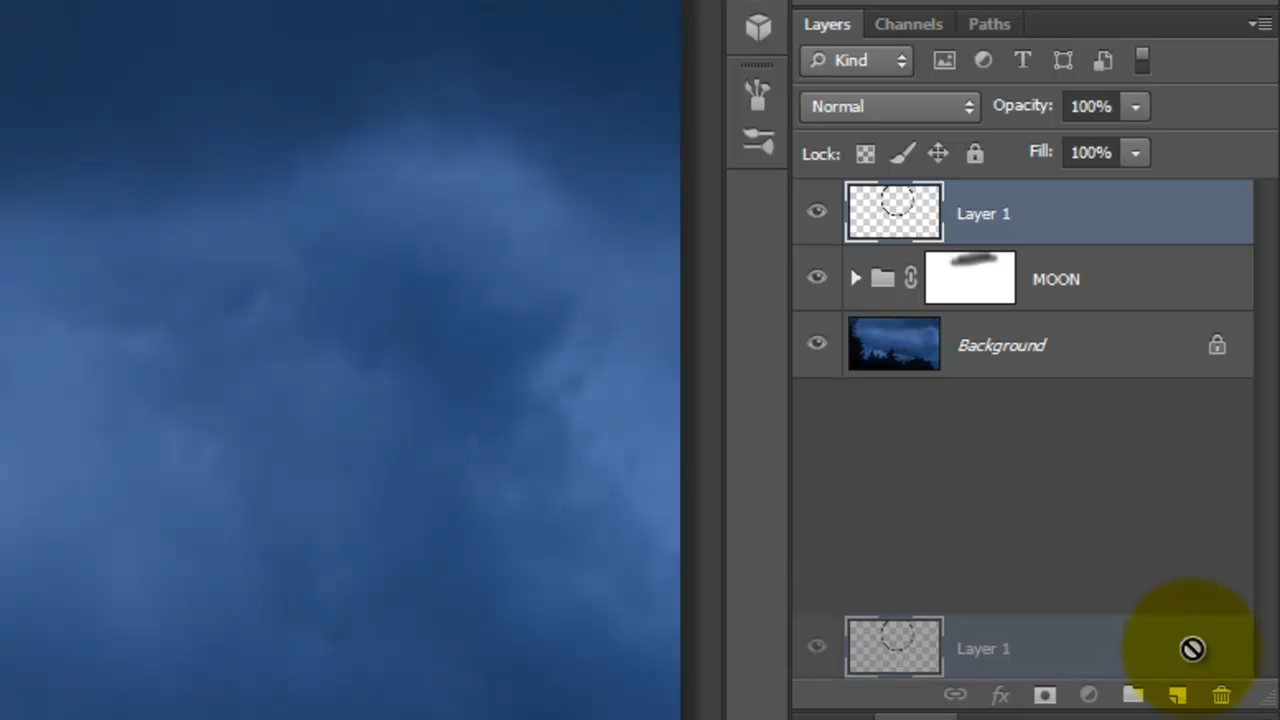 Layers Channels Paths
Kind
Normal Opacity: 100%
Lock: Fill: 100%
Layer 1
MOON
Background
Layer 1